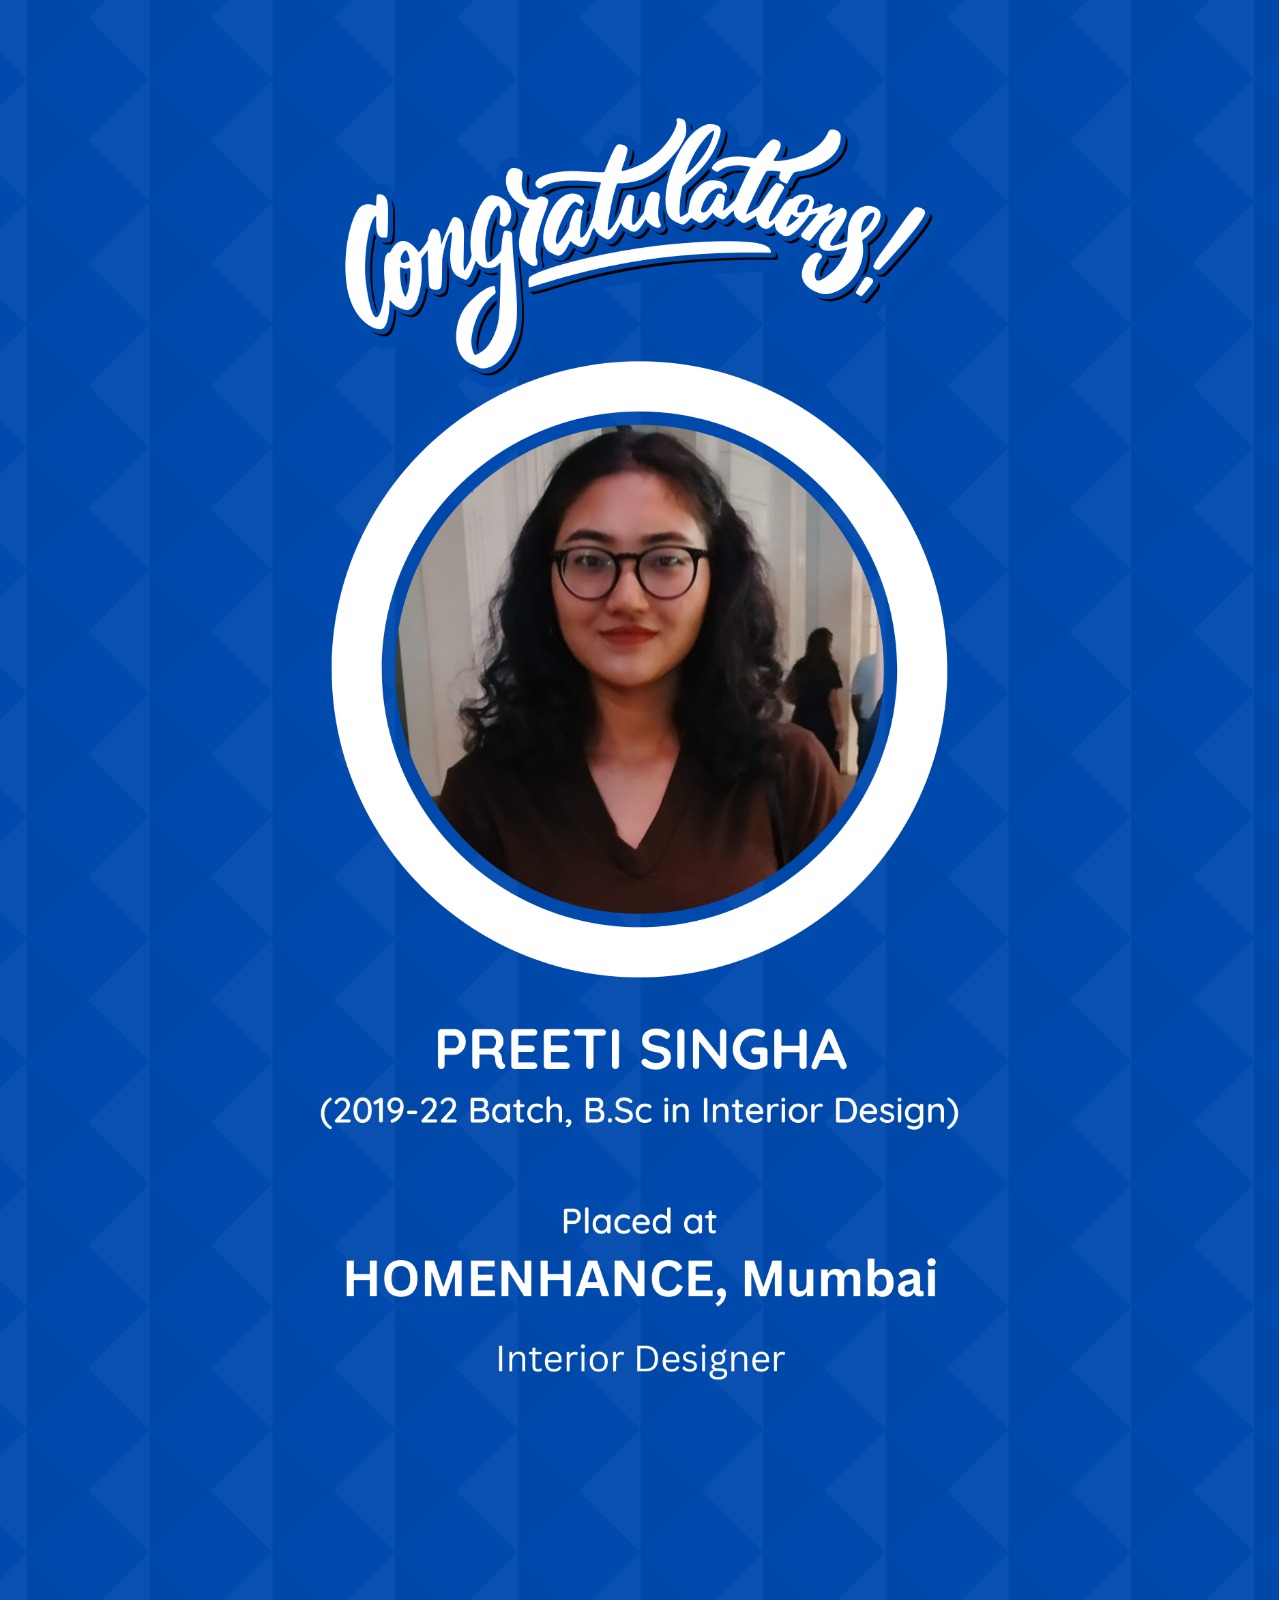 Congratulations!
PREETI SINGHA
(2019-22 Batch, B.Sc in Interior Design)
Placed at
HOMENHANCE, Mumbai
Interior Designer